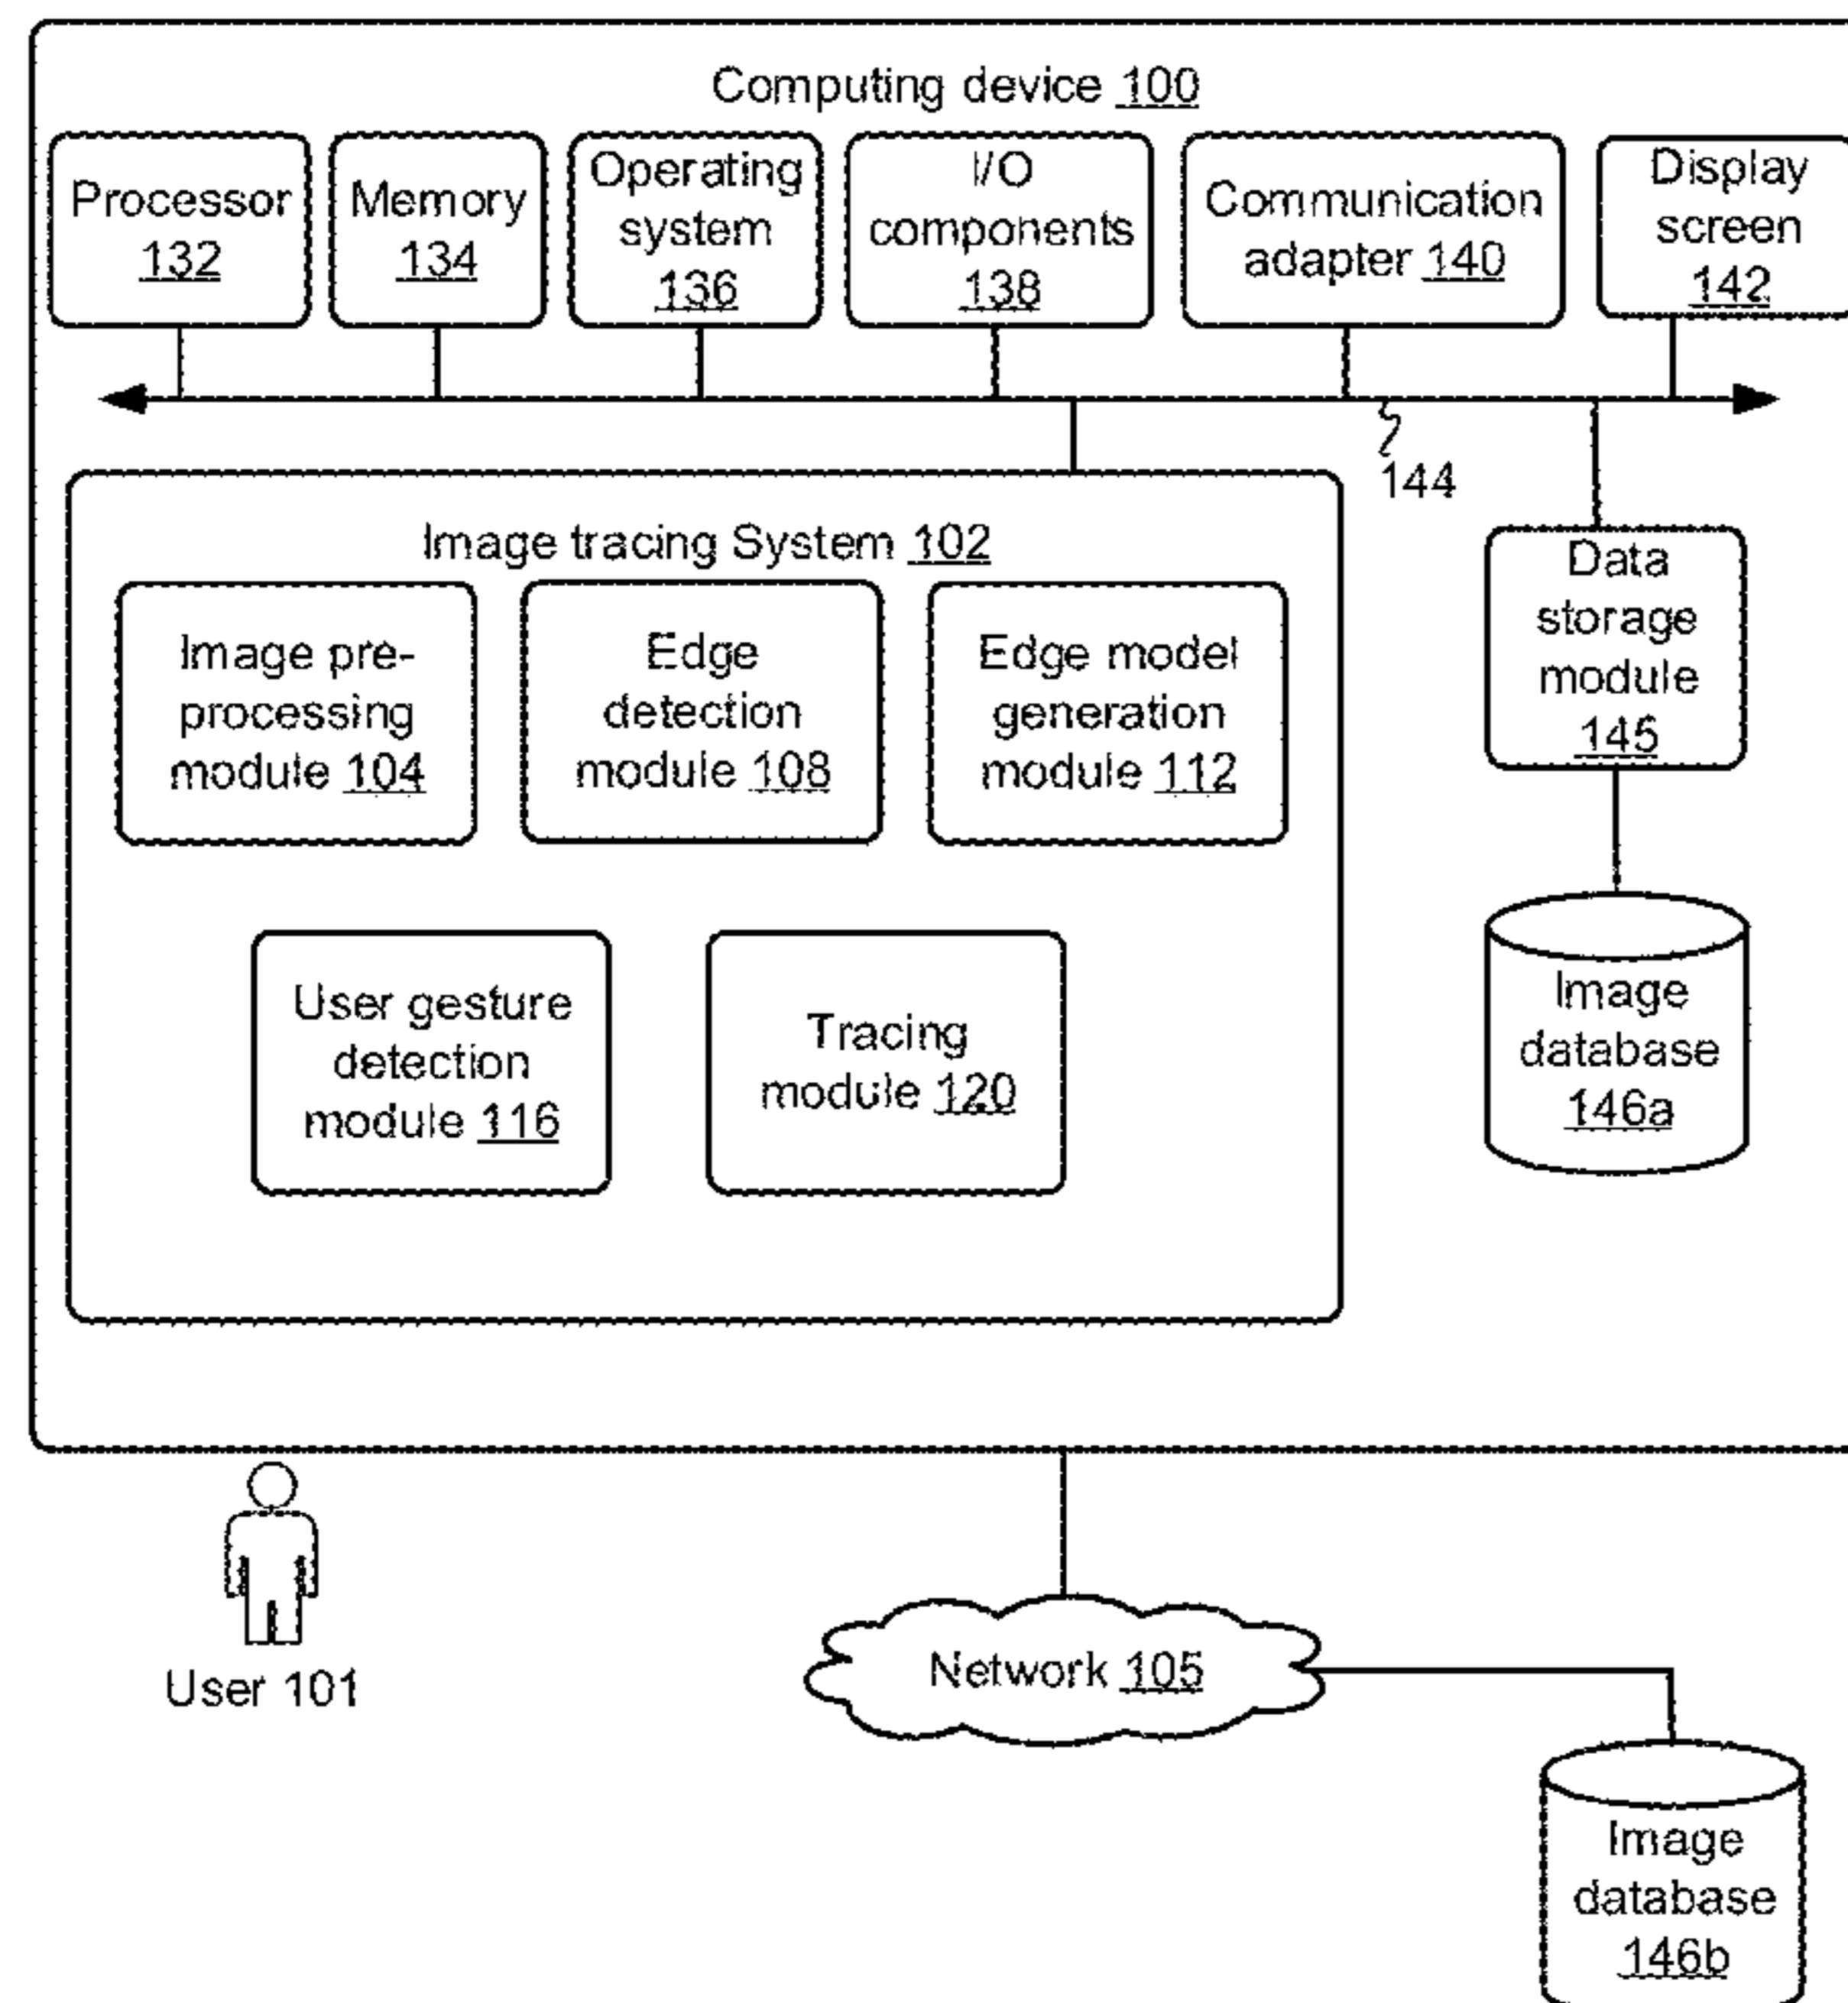 Computing device 100
Processor
132
Memory
134
Operating
system
136
I/O
components
138
Communication
adapter 140
Display
screen
142
144
Image tracing System 102
Image pre-
processing
module 104
Edge
detection
module 108
Edge model
generation
module 112
Data
storage
module
145
User gesture
detection
module 116
Tracing
module 120
Image
database
146a
User 101
Network 105
Image
database
146b